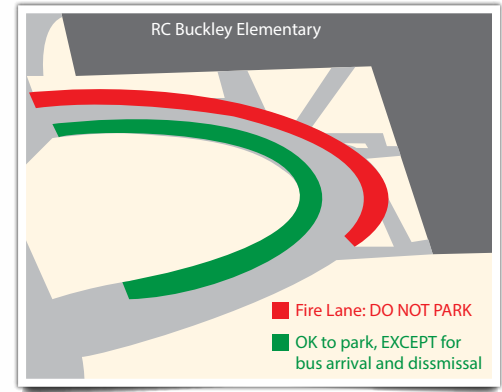 RC Buckley Elementary
Fire Lane: DO NOT PARK
OK to park, EXCEPT for
bus arrival and dissmissal